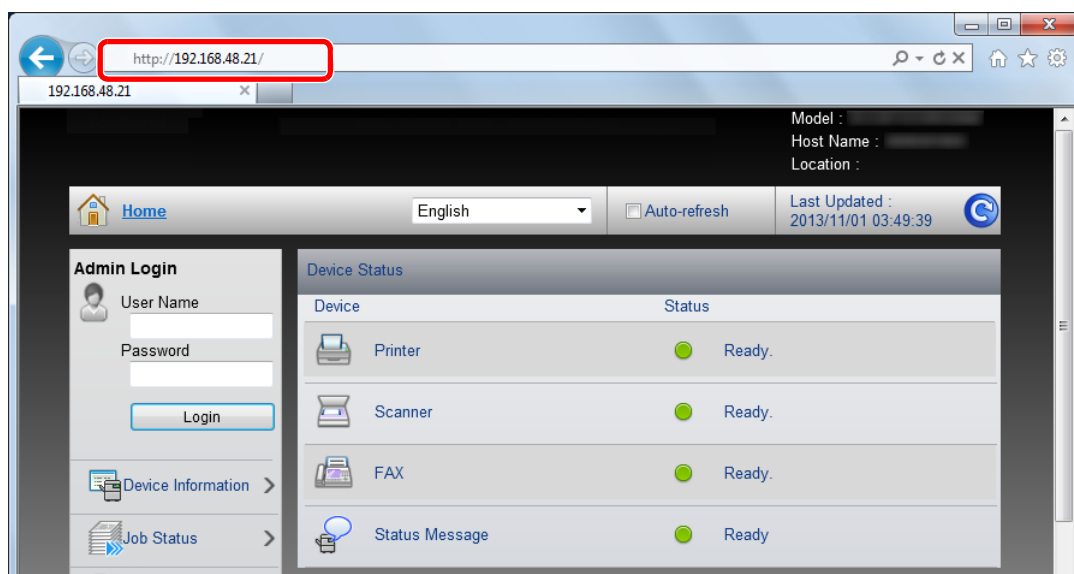 http://192.168.48.21/
192.168.48.21
Model :
Host Name :
Location :
Home
English
Auto-refresh
Last Updated :
2013/11/01 03:49:39
Admin Login
User Name
Password
Login
Device Information
Job Status
Device Status
Device Status
Printer Ready.
Scanner Ready.
FAX Ready.
Status Message Ready